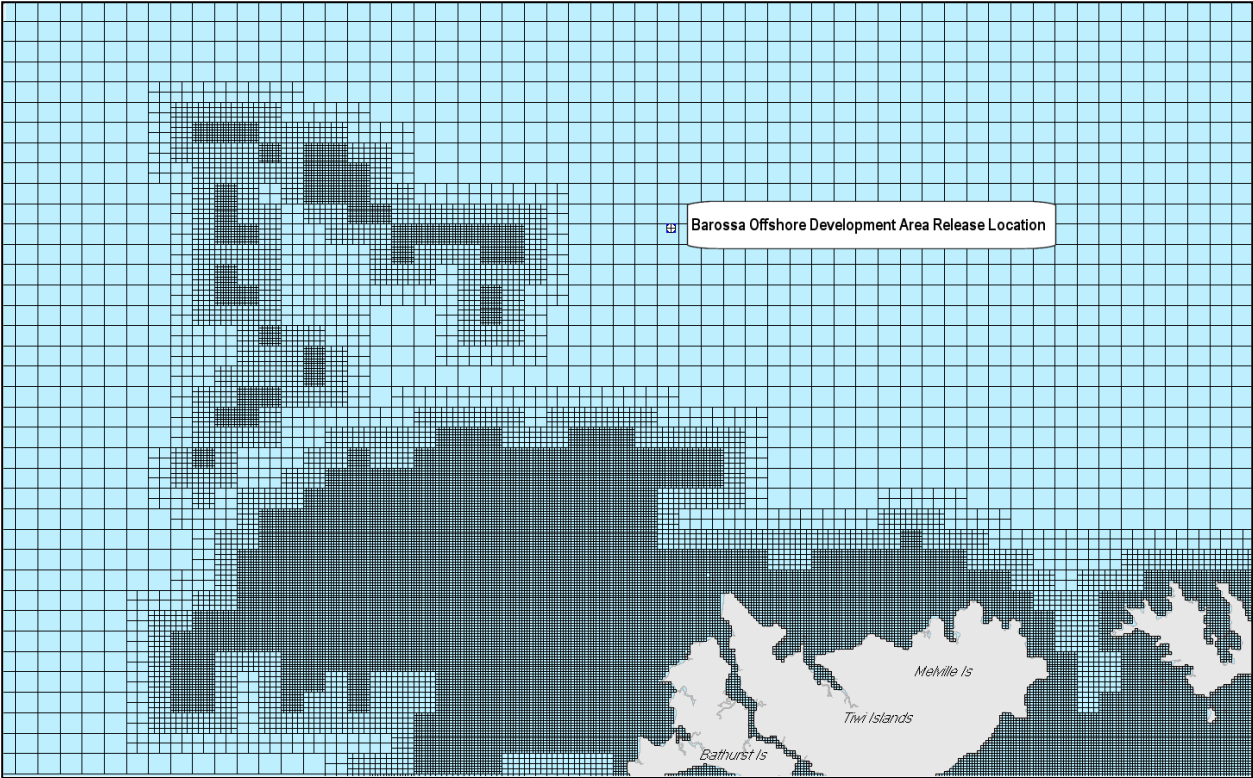 Barossa Offshore Development Area Release Location
Melville Is
Tiwi Islands
Bathurst Is